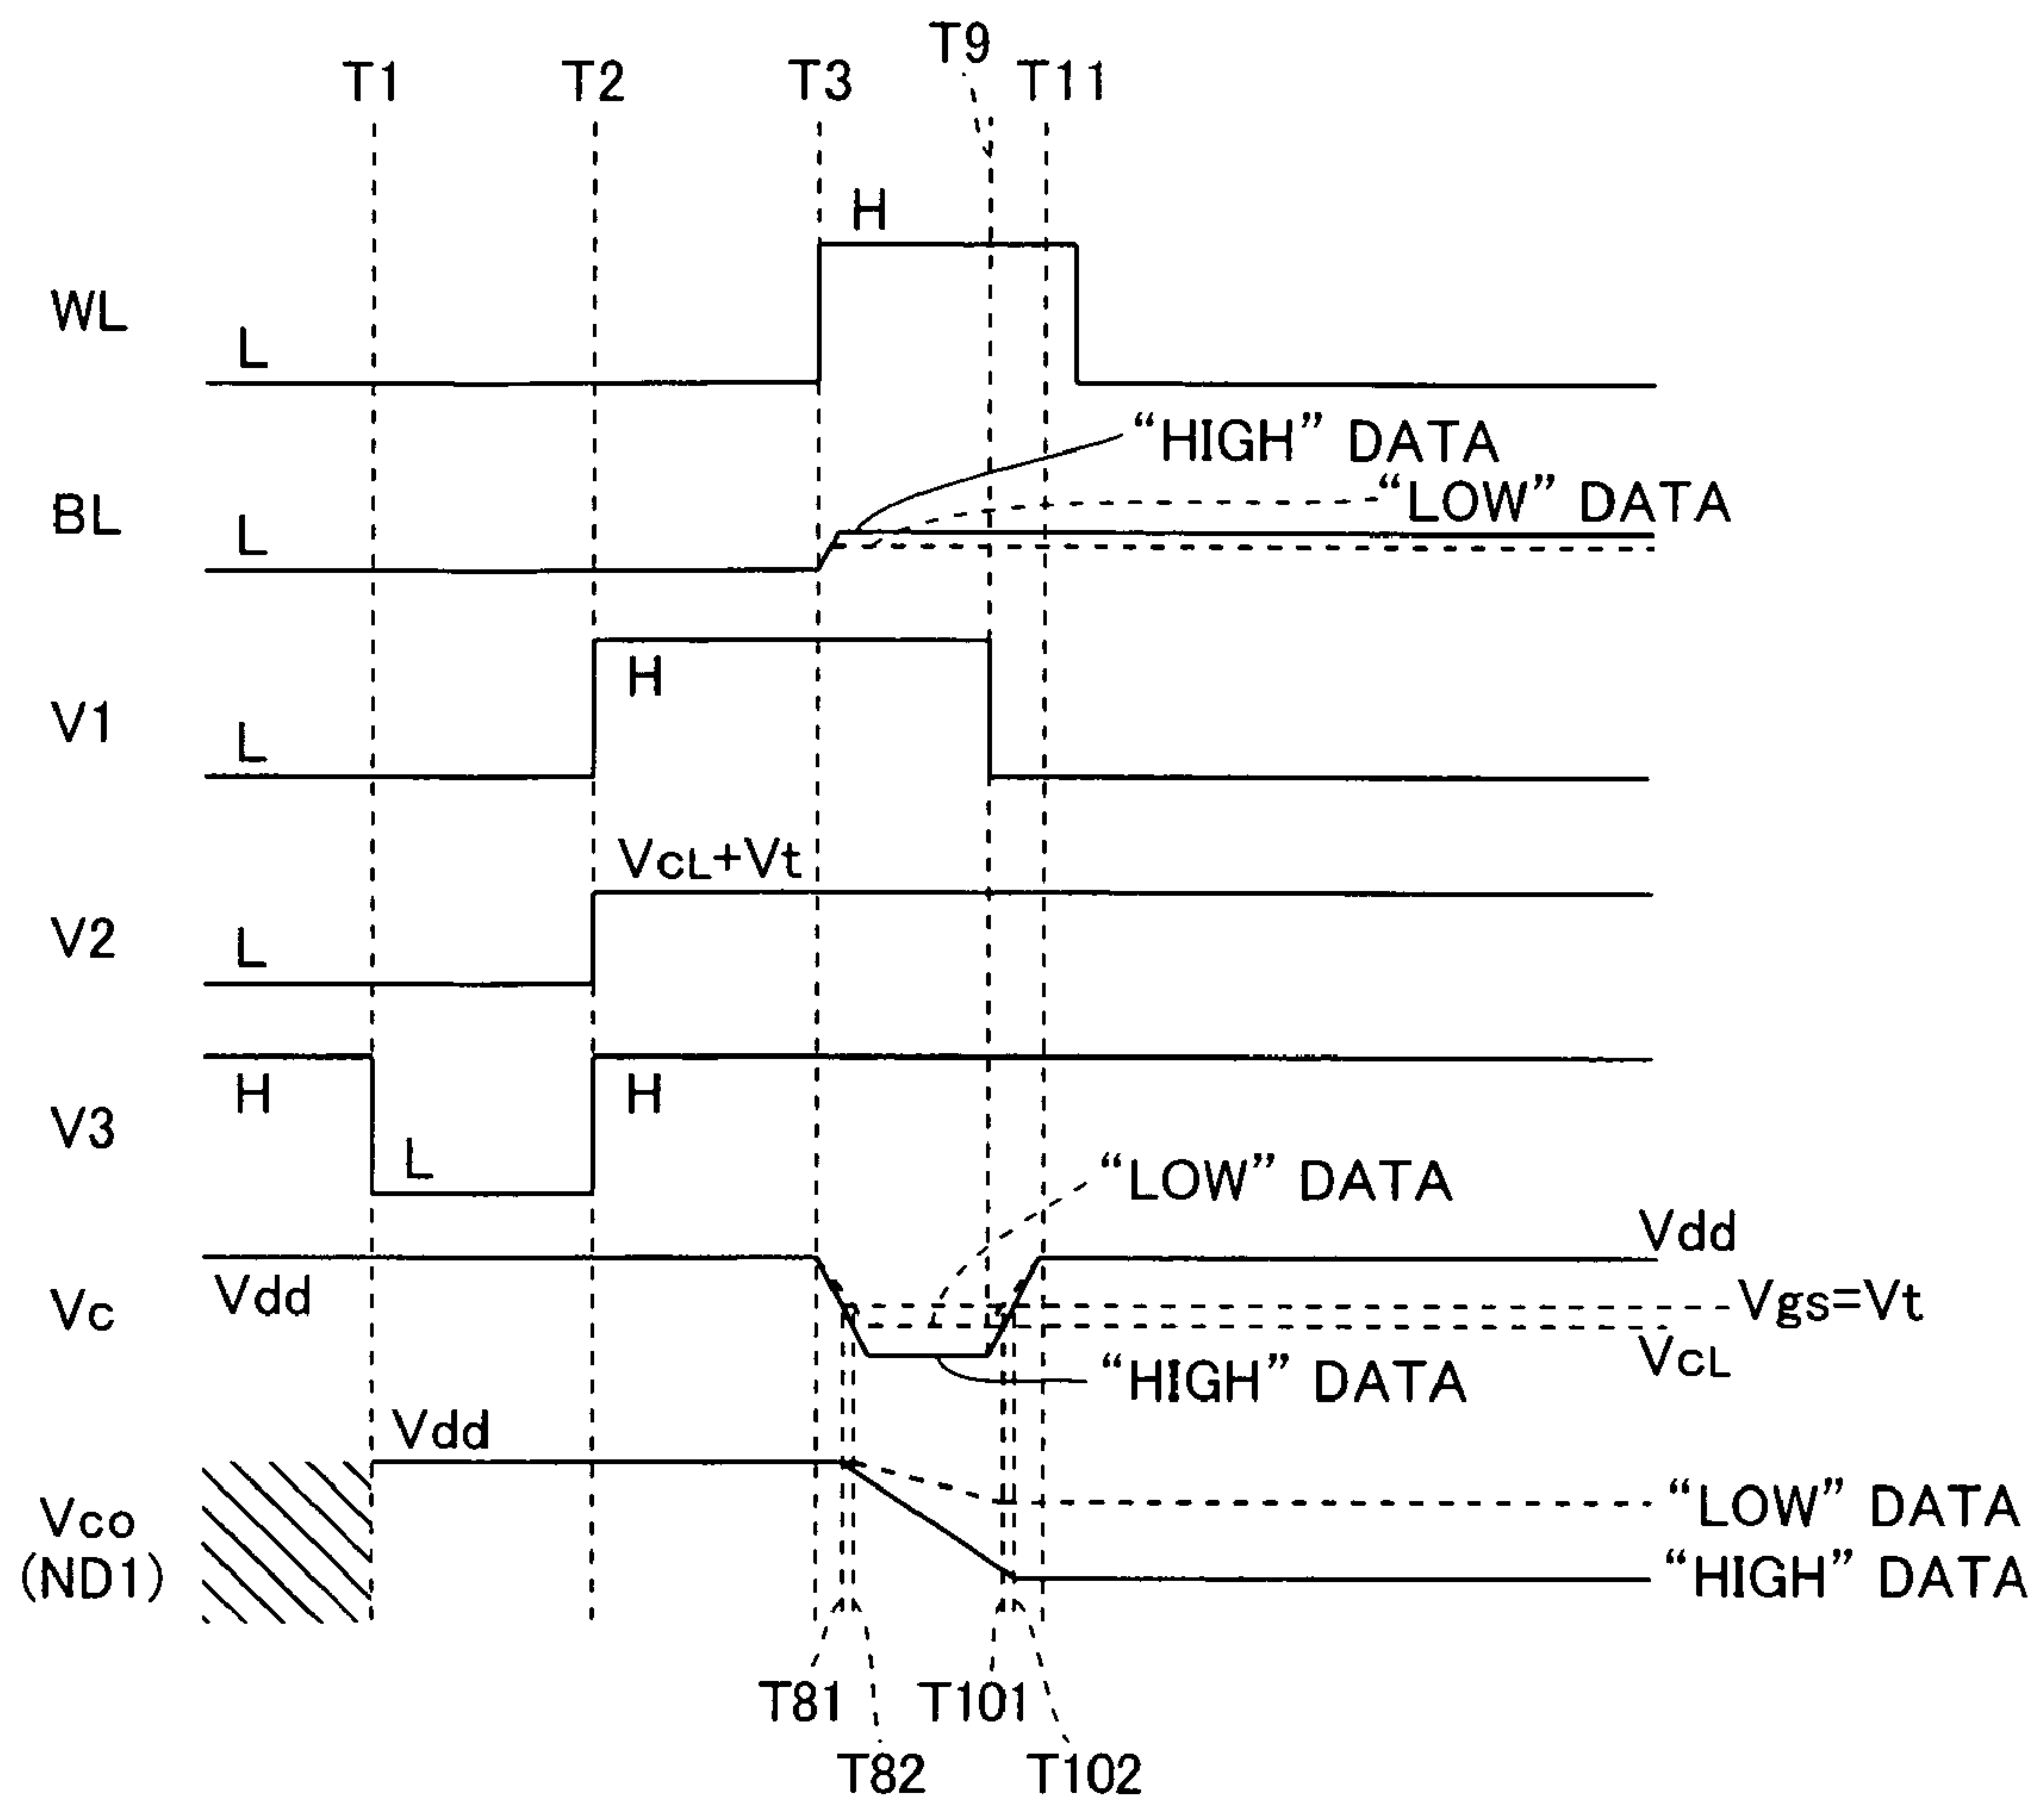 T9
T1 T2 T3 T11
H
WL
L
"HIGH" DATA
"LOW" DATA
BL
L
H
V1
L
VCL+Vt
V2
L
H H
V3
L
"LOW" DATA
Vdd
Vdd
Vc
Vgs=Vt
VCL
"HIGH" DATA
Vdd
"LOW" DATA
Vco
(ND1)
"HIGH" DATA
T81 T101
T82 T102